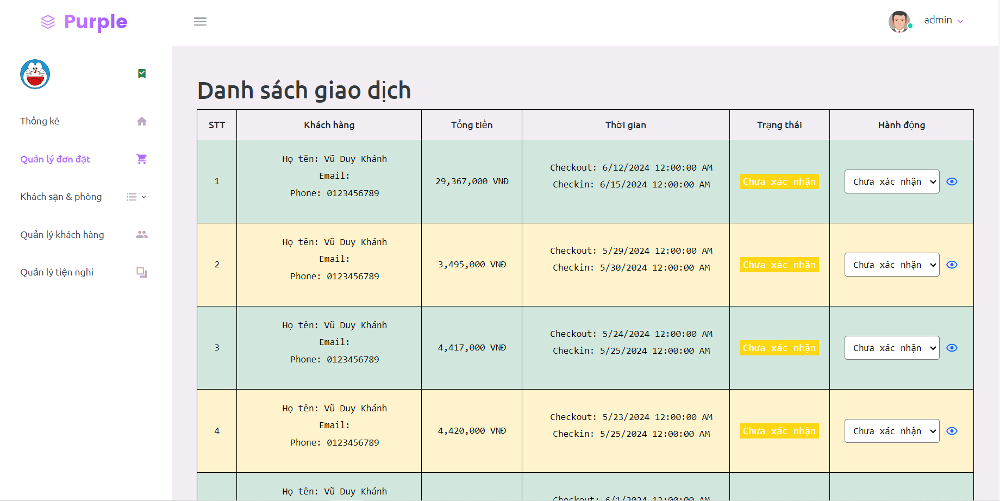 Purple
admin
Thống kê
Quản lý đơn đặt
Khách sạn & phòng
Quản lý khách hàng
Quản lý tiện nghi
Danh sách giao dịch
STT Khách hàng Tổng tiền Thời gian Trạng thái Hành động
Họ tên: Vũ Duy Khánh
Email:
Phone: 0123456789
1
29,367,000 VNĐ
Checkout: 6/12/2024 12:00:00 AM
Checkin: 6/15/2024 12:00:00 AM
Chưa xác nhận
Chưa xác nhận
Họ tên: Vũ Duy Khánh
Email:
Phone: 0123456789
2
3,495,000 VNĐ
Checkout: 5/29/2024 12:00:00 AM
Checkin: 5/30/2024 12:00:00 AM
Chưa xác nhận
Chưa xác nhận
Họ tên: Vũ Duy Khánh
Email:
Phone: 0123456789
3
4,417,000 VNĐ
Checkout: 5/24/2024 12:00:00 AM
Checkin: 5/25/2024 12:00:00 AM
Chưa xác nhận
Chưa xác nhận
Họ tên: Vũ Duy Khánh
Email:
Phone: 0123456789
4
4,420,000 VNĐ
Checkout: 5/23/2024 12:00:00 AM
Checkin: 5/25/2024 12:00:00 AM
Chưa xác nhận
Chưa xác nhận
Họ tên: Vũ Duy Khánh
Checkout: 6/1/2024 12:00:00 AM